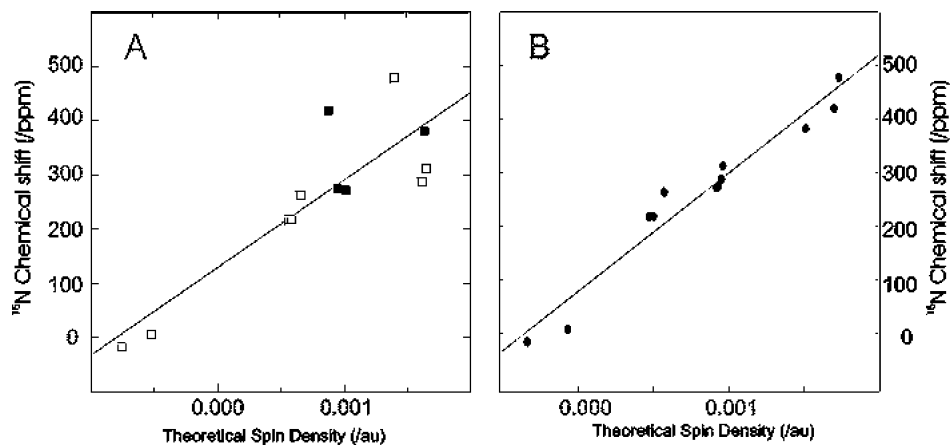 A
¹⁵N Chemical shift (/ppm)
500
400
300
200
100
0
0.000
0.001
Theoretical Spin Density (/au)
B
500
400
300
200
100
0
¹⁵N Chemical shift (/ppm)
0.000
0.001
Theoretical Spin Density (/au)